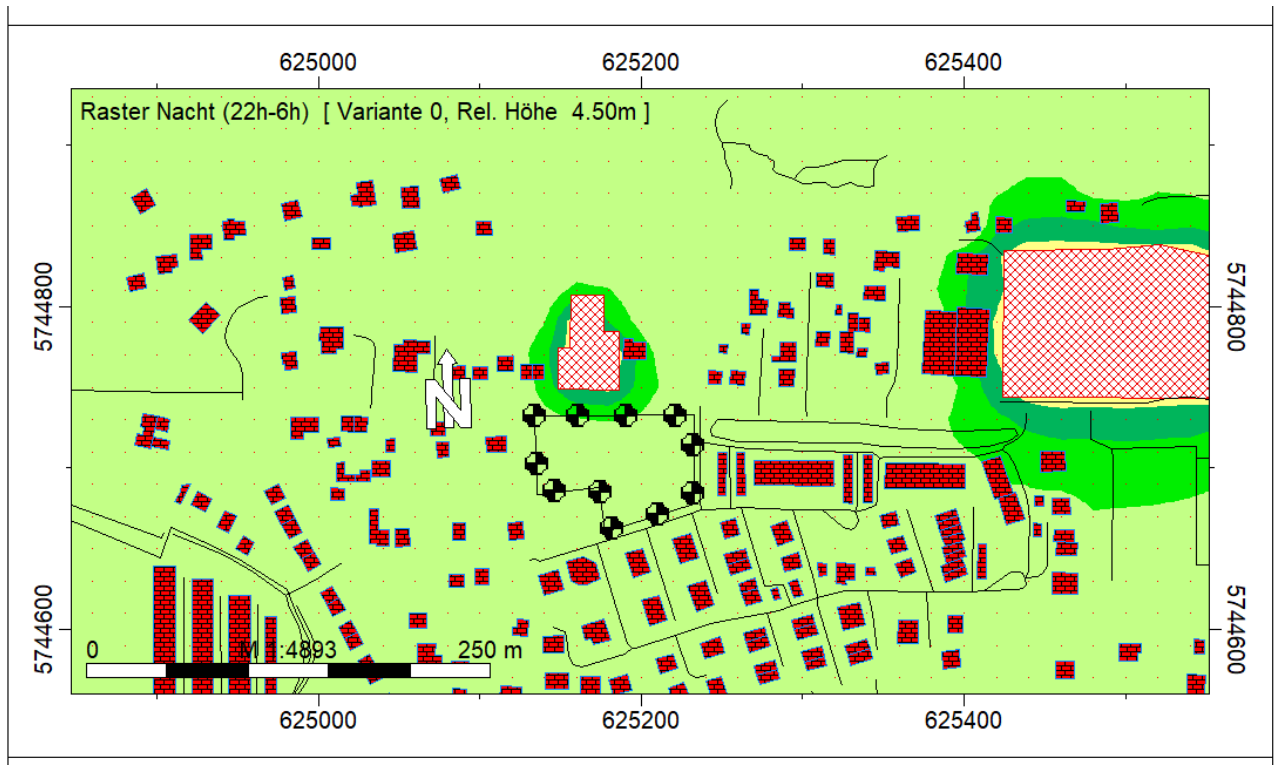 625000 625200 625400
Raster Nacht (22h-6h) [ Variante 0, Rel. Höhe 4.50m ]
5744800 5744800
N
5744600 5744600
0 M 1:4893 250 m
625000 625200 625400